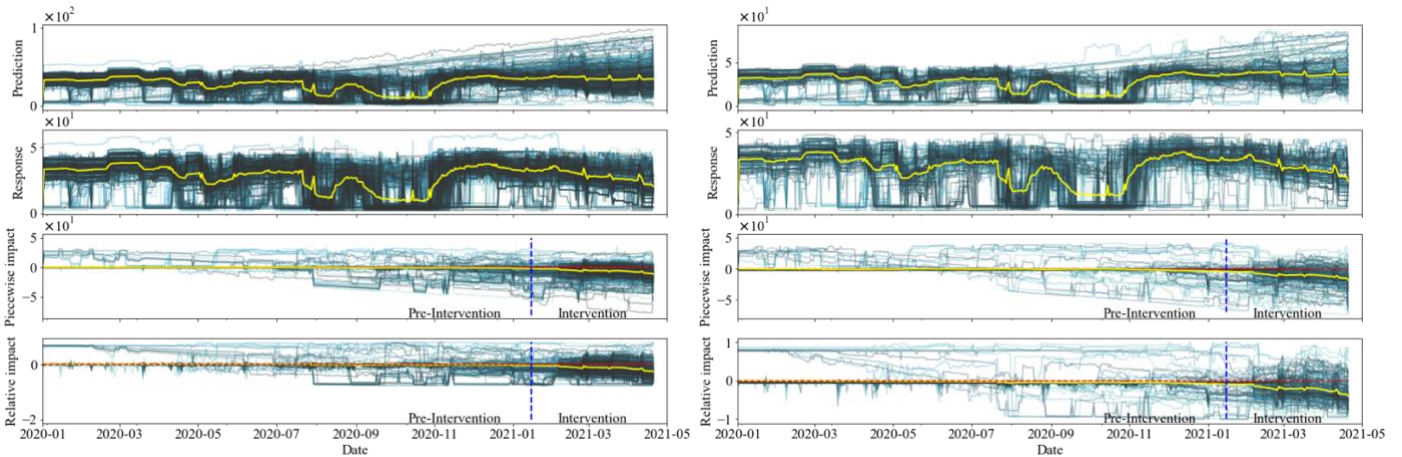 ×10²
1
0
Prediction
×10¹
5
0
Response
×10¹
5
0
−5
Piecewise impact
Pre-Intervention
Intervention
0
−2
Relative impact
Pre-Intervention
Intervention
2020-01
2020-03
2020-05
2020-07
2020-09
2020-11
2021-01
2021-03
2021-05
Date
×10¹
5
0
Prediction
5
0
Response
×10¹
5
0
−5
Piecewise impact
Pre-Intervention
Intervention
1
0
−1
Relative impact
Pre-Intervention
Intervention
2020-01
2020-03
2020-05
2020-07
2020-09
2020-11
2021-01
2021-03
2021-05
Date
×10¹